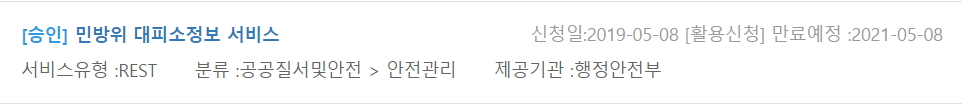 [승인] 민방위 대피소정보 서비스 신청일:2019-05-08 [활용신청] 만료예정 :2021-05-08
서비스유형 :REST 분류 :공공질서및안전 > 안전관리 제공기관 :행정안전부